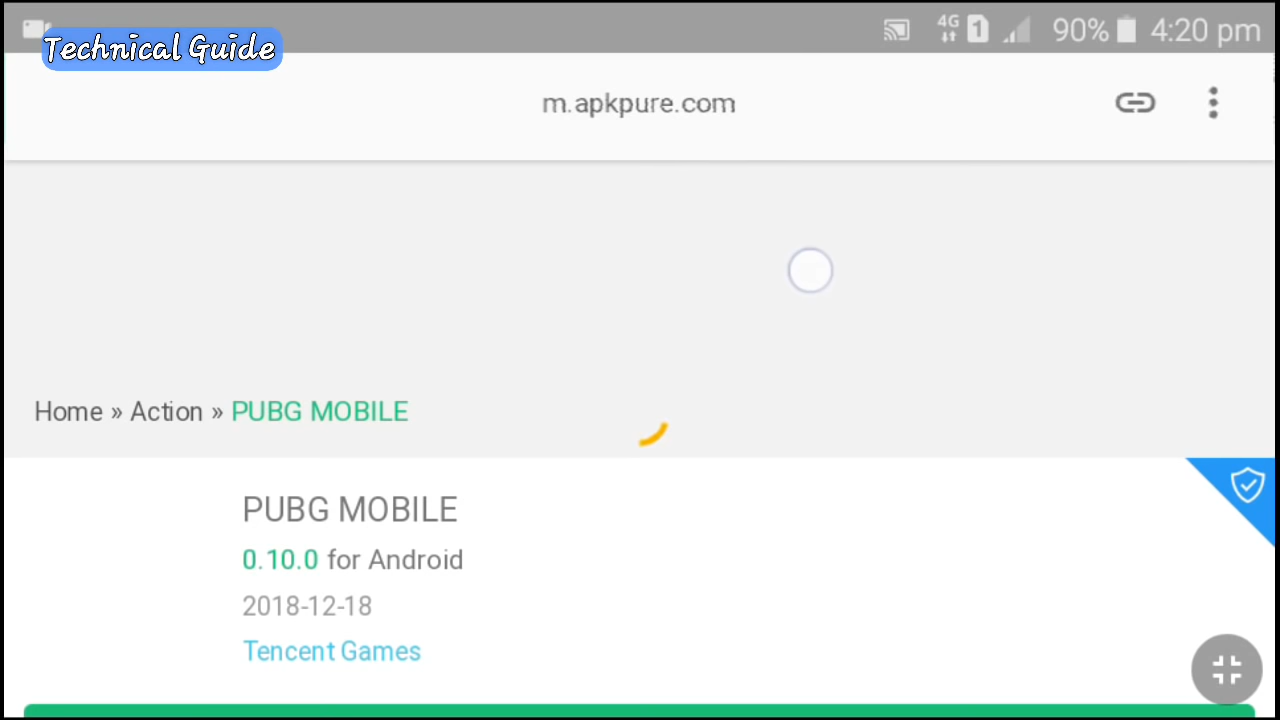 Technical Guide
4G 1 90% 4:20 pm
m.apkpure.com
Home » Action » PUBG MOBILE
PUBG MOBILE
0.10.0 for Android
2018-12-18
Tencent Games